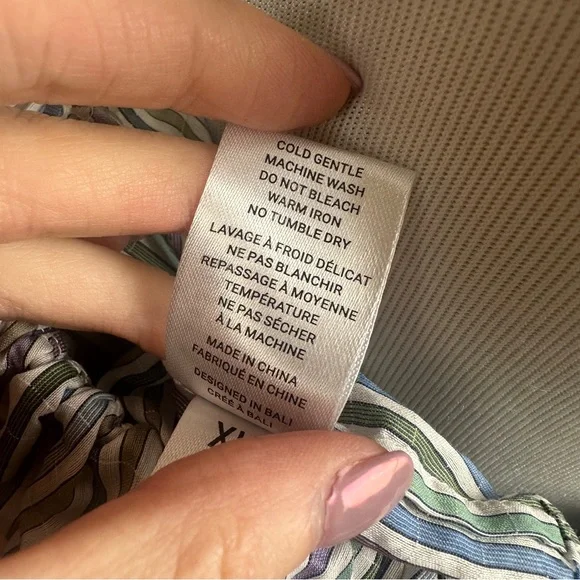 COLD GENTLE
MACHINE WASH
DO NOT BLEACH
WARM IRON
NO TUMBLE DRY
LAVAGE À FROID DÉLICAT
NE PAS BLANCHIR
REPASSAGE À MOYENNE
TEMPÉRATURE
NE PAS SÉCHER
À LA MACHINE
MADE IN CHINA
FABRIQUÉ EN CHINE
DESIGNED IN BALI
CRÉÉ À BALI